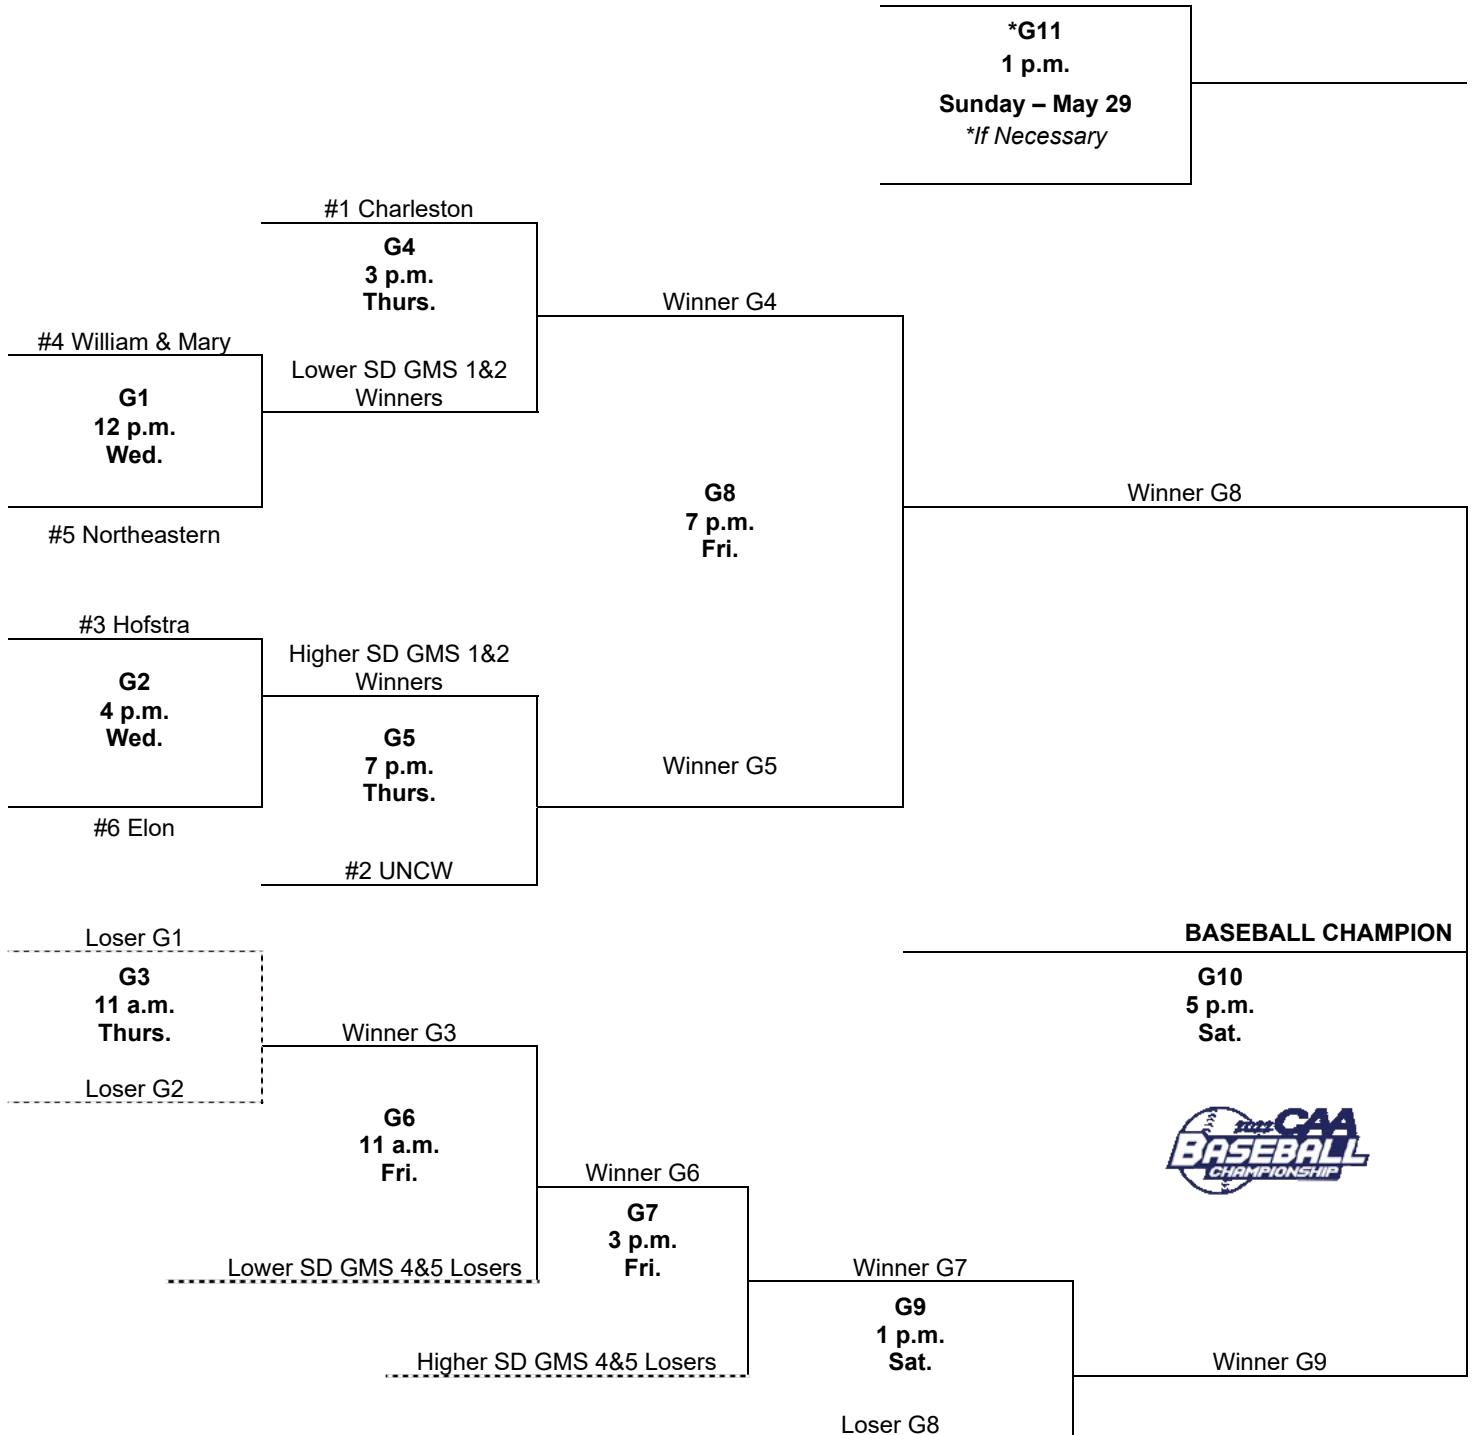 *G11
1 p.m.
Sunday – May 29
*If Necessary
#1 Charleston
G4
3 p.m.
Thurs.
Winner G4
#4 William & Mary
Lower SD GMS 1&2
Winners
G1
12 p.m.
Wed.
G8
7 p.m.
Fri.
Winner G8
#5 Northeastern
#3 Hofstra
Higher SD GMS 1&2
Winners
G2
4 p.m.
Wed.
G5
7 p.m.
Thurs.
Winner G5
#6 Elon
#2 UNCW
Loser G1
BASEBALL CHAMPION
G3
11 a.m.
Thurs.
G10
5 p.m.
Sat.
Winner G3
Loser G2
G6
11 a.m.
Fri.
2022 CAA
BASEBALL
CHAMPIONSHIP
Winner G6
G7
3 p.m.
Fri.
Lower SD GMS 4&5 Losers
Winner G7
G9
1 p.m.
Sat.
Higher SD GMS 4&5 Losers
Winner G9
Loser G8